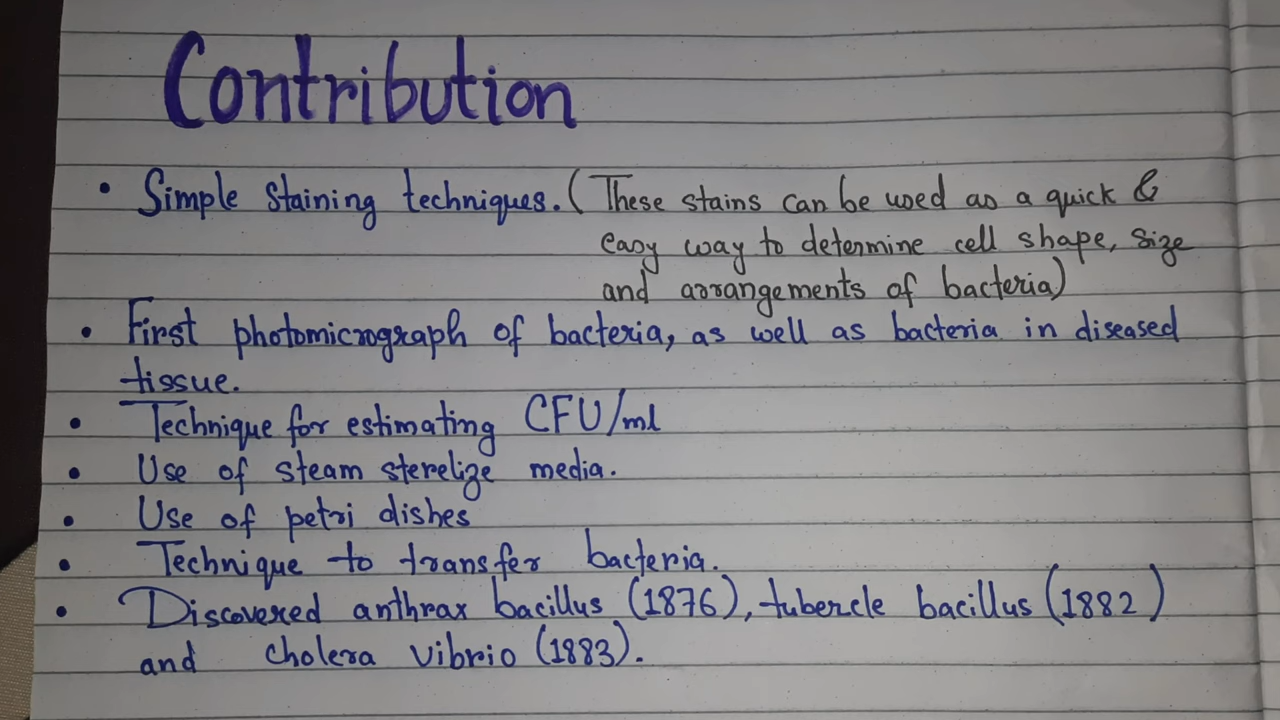 Contribution
• Simple staining techniques. (These stains can be used as a quick &
easy way to determine cell shape, size
and arrangements of bacteria)
• First photomicrograph of bacteria, as well as bacteria in diseased
tissue.
• Technique for estimating CFU/ml
• Use of steam sterelize media.
• Use of petri dishes
• Technique to transfer bacteria.
• Discovered anthrax bacillus (1876), tubercle bacillus (1882)
and cholera vibrio (1883).